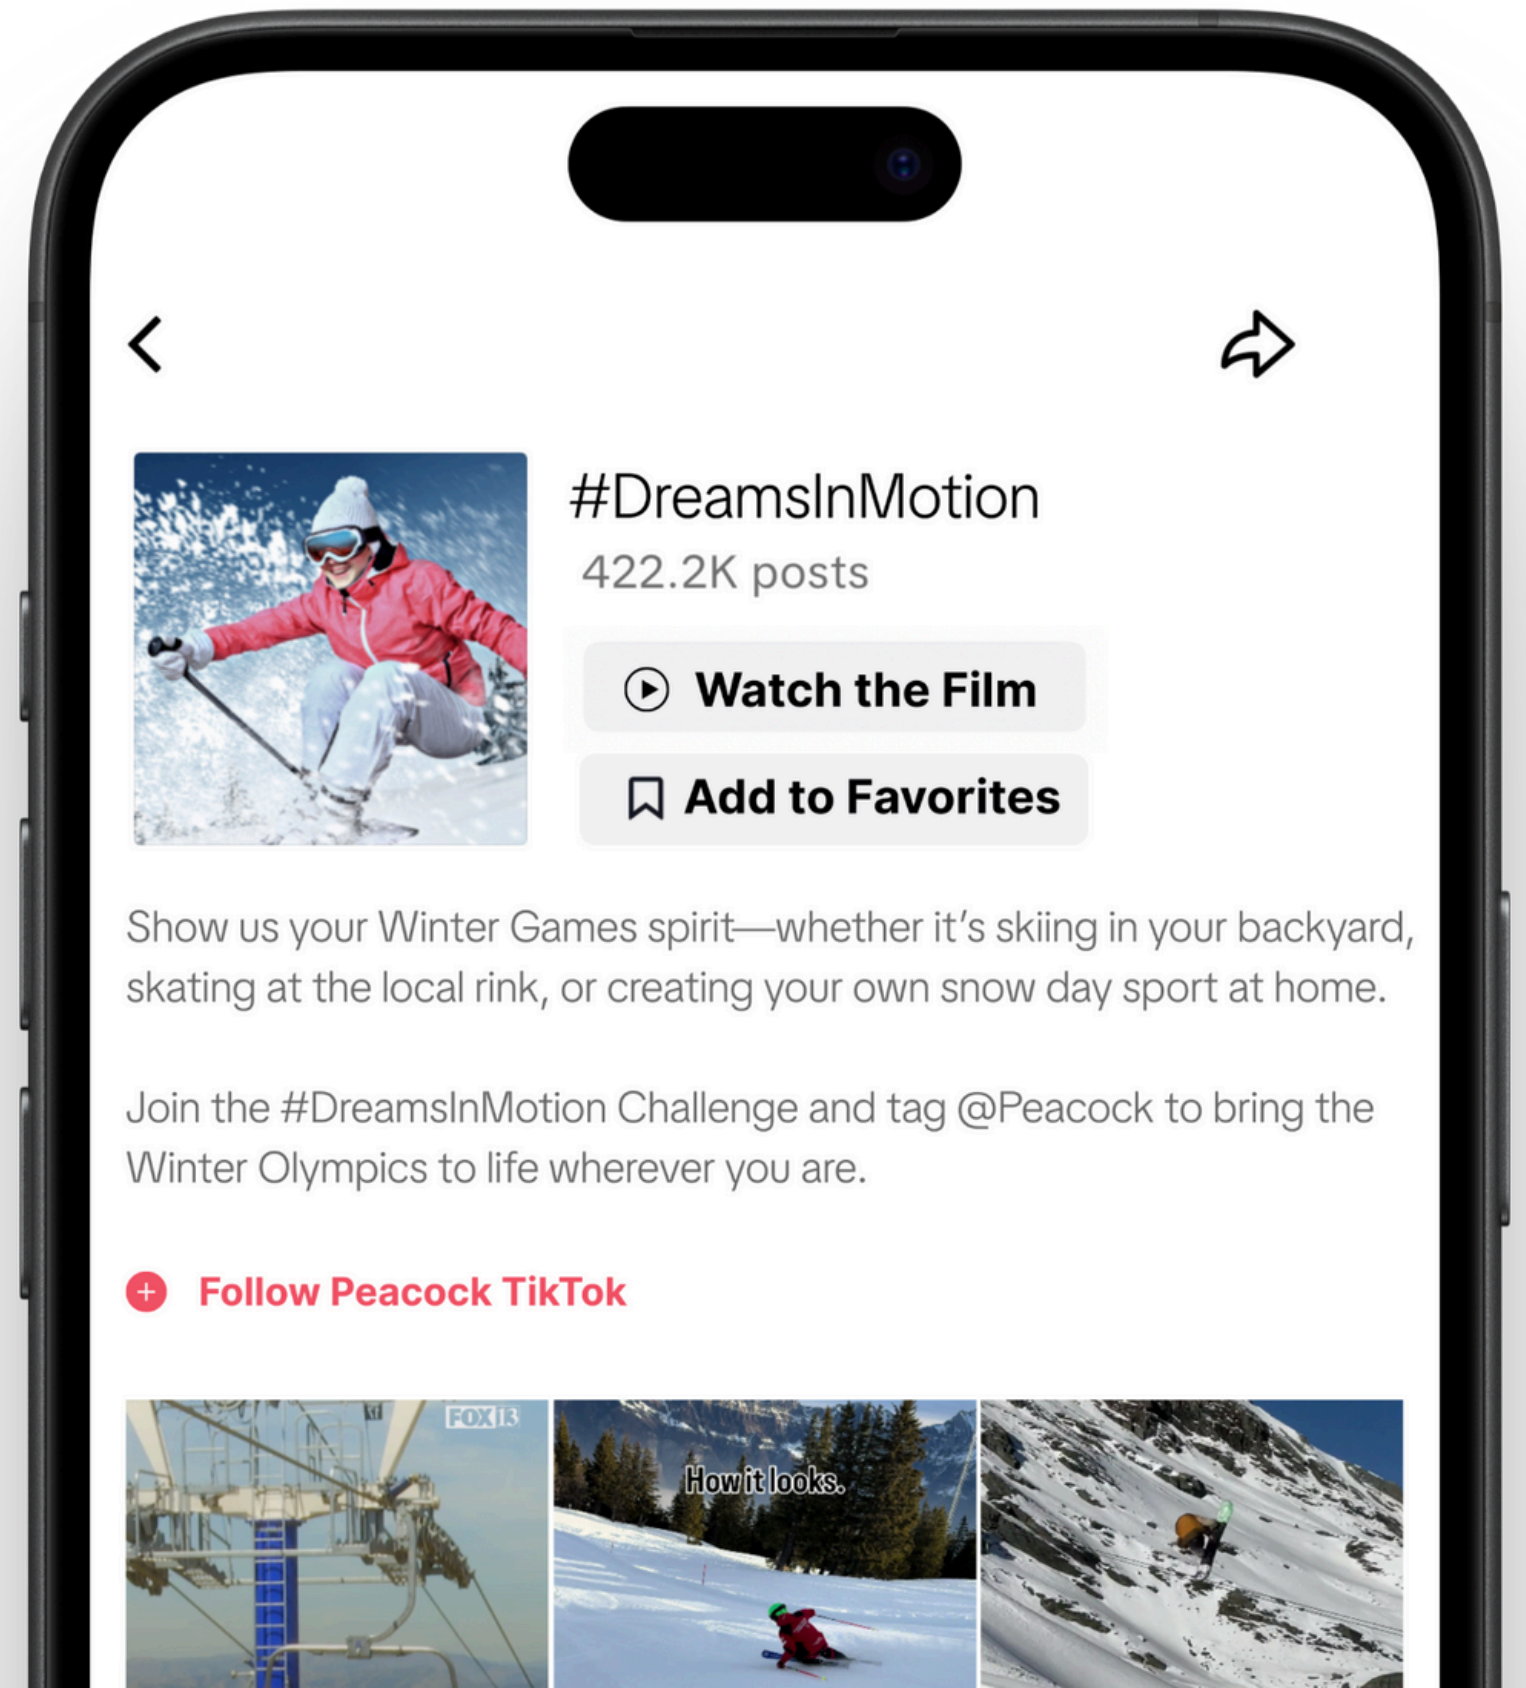 #DreamsInMotion
422.2K posts
Watch the Film
Add to Favorites
Show us your Winter Games spirit—whether it’s skiing in your backyard,
skating at the local rink, or creating your own snow day sport at home.
Join the #DreamsInMotion Challenge and tag @Peacock to bring the
Winter Olympics to life wherever you are.
Follow Peacock TikTok
FOX 13
How it looks.